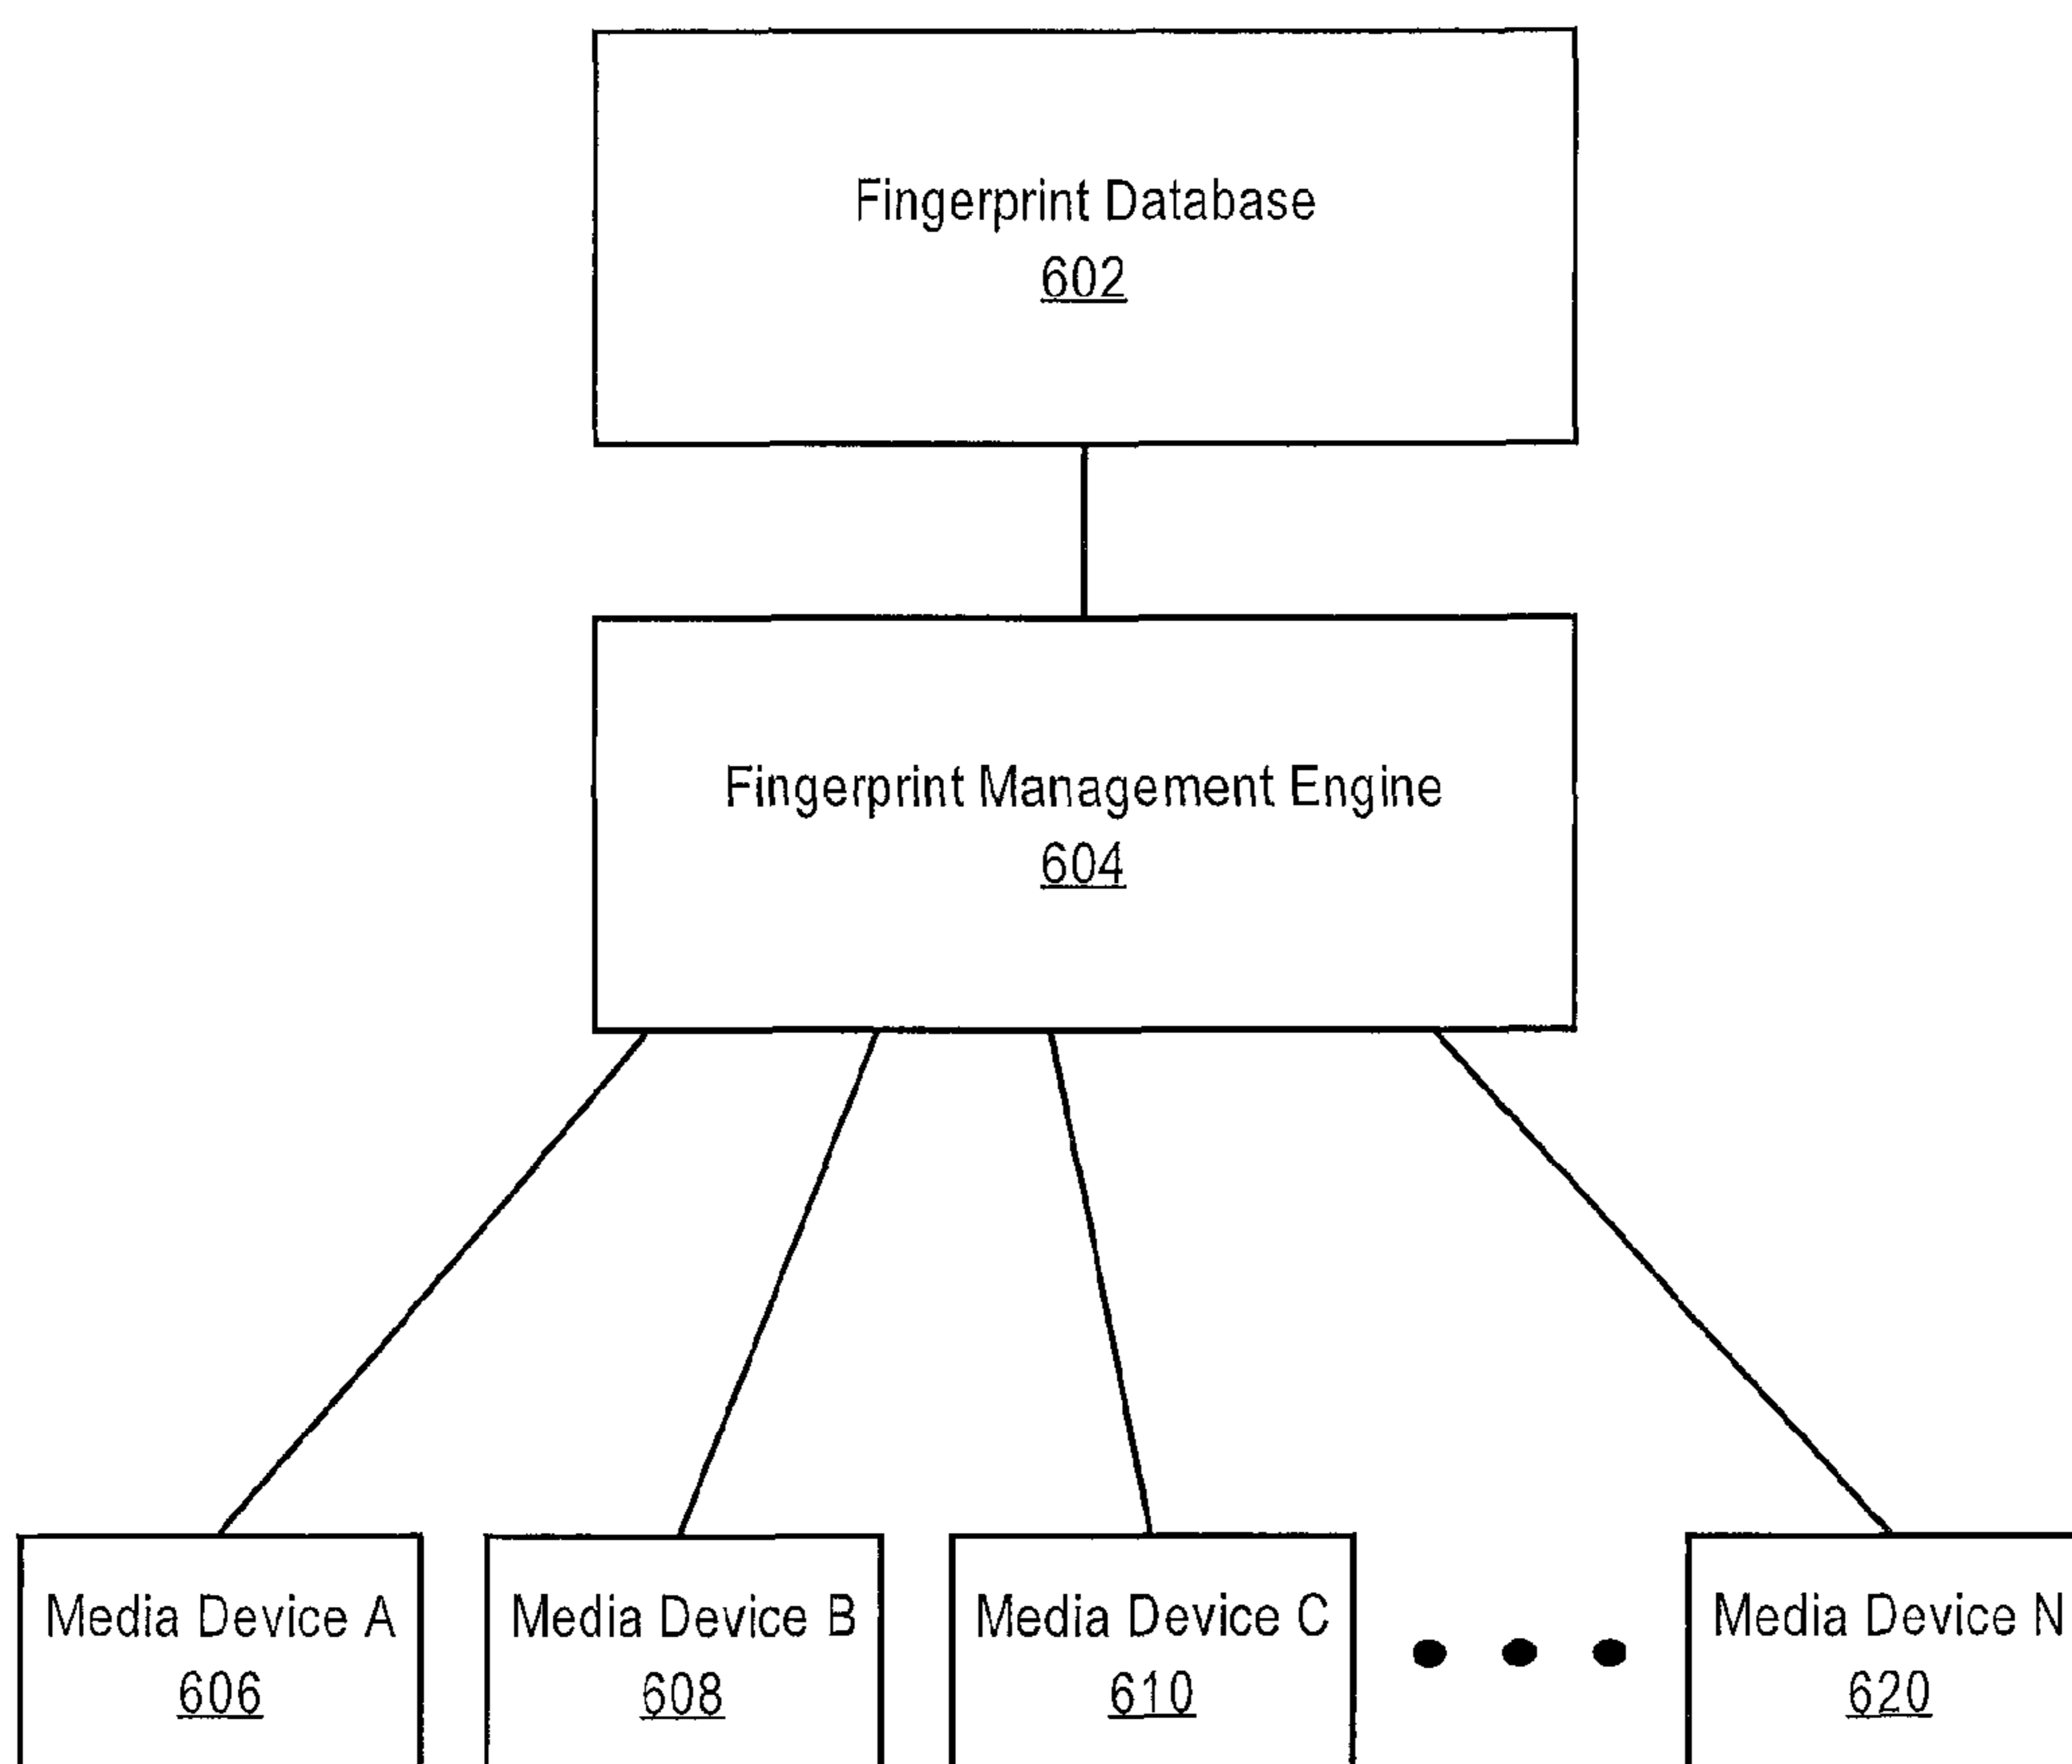 Fingerprint Database
602
Fingerprint Management Engine
604
Media Device A
606
Media Device B
608
Media Device C
610
Media Device N
620